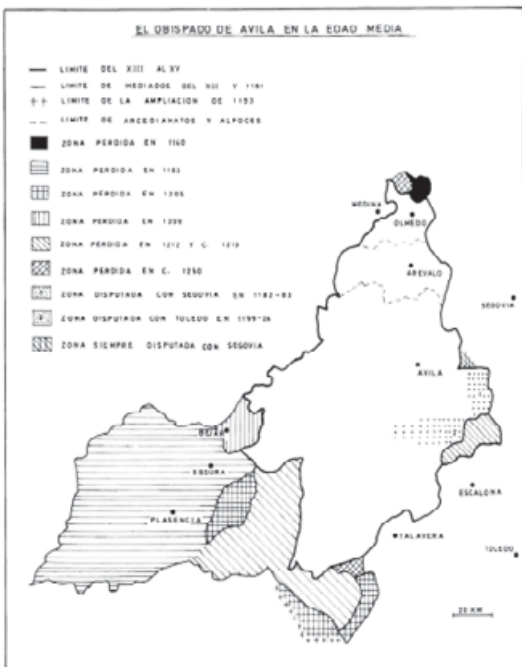 EL OBISPADO DE AVILA EN LA EDAD MEDIA
LIMITE DEL XIII AL XV
LIMITE DE MEDIADOS DEL XII Y 1181
LIMITE DE LA AMPLIACION DE 1193
LIMITE DE ARCEDIANATOS Y ALFOCES
ZONA PERDIDA EN 1160
ZONA PERDIDA EN
ZONA PERDIDA EN
ZONA PERDIDA EN 1209
ZONA PERDIDA EN 1212 Y C. 1213
ZONA PERDIDA EN C. 1250
ZONA DISPUTADA CON SEGOVIA EN 1182-83
ZONA DISPUTADA CON TOLEDO EN
ZONA SIEMPRE DISPUTADA CON SEGOVIA
MEDINA
OLMEDO
AREVALO
SEGOVIA
AVILA
BEJAR
PLASENCIA
ESCALONA
TALAVERA
TOLEDO
20 KM